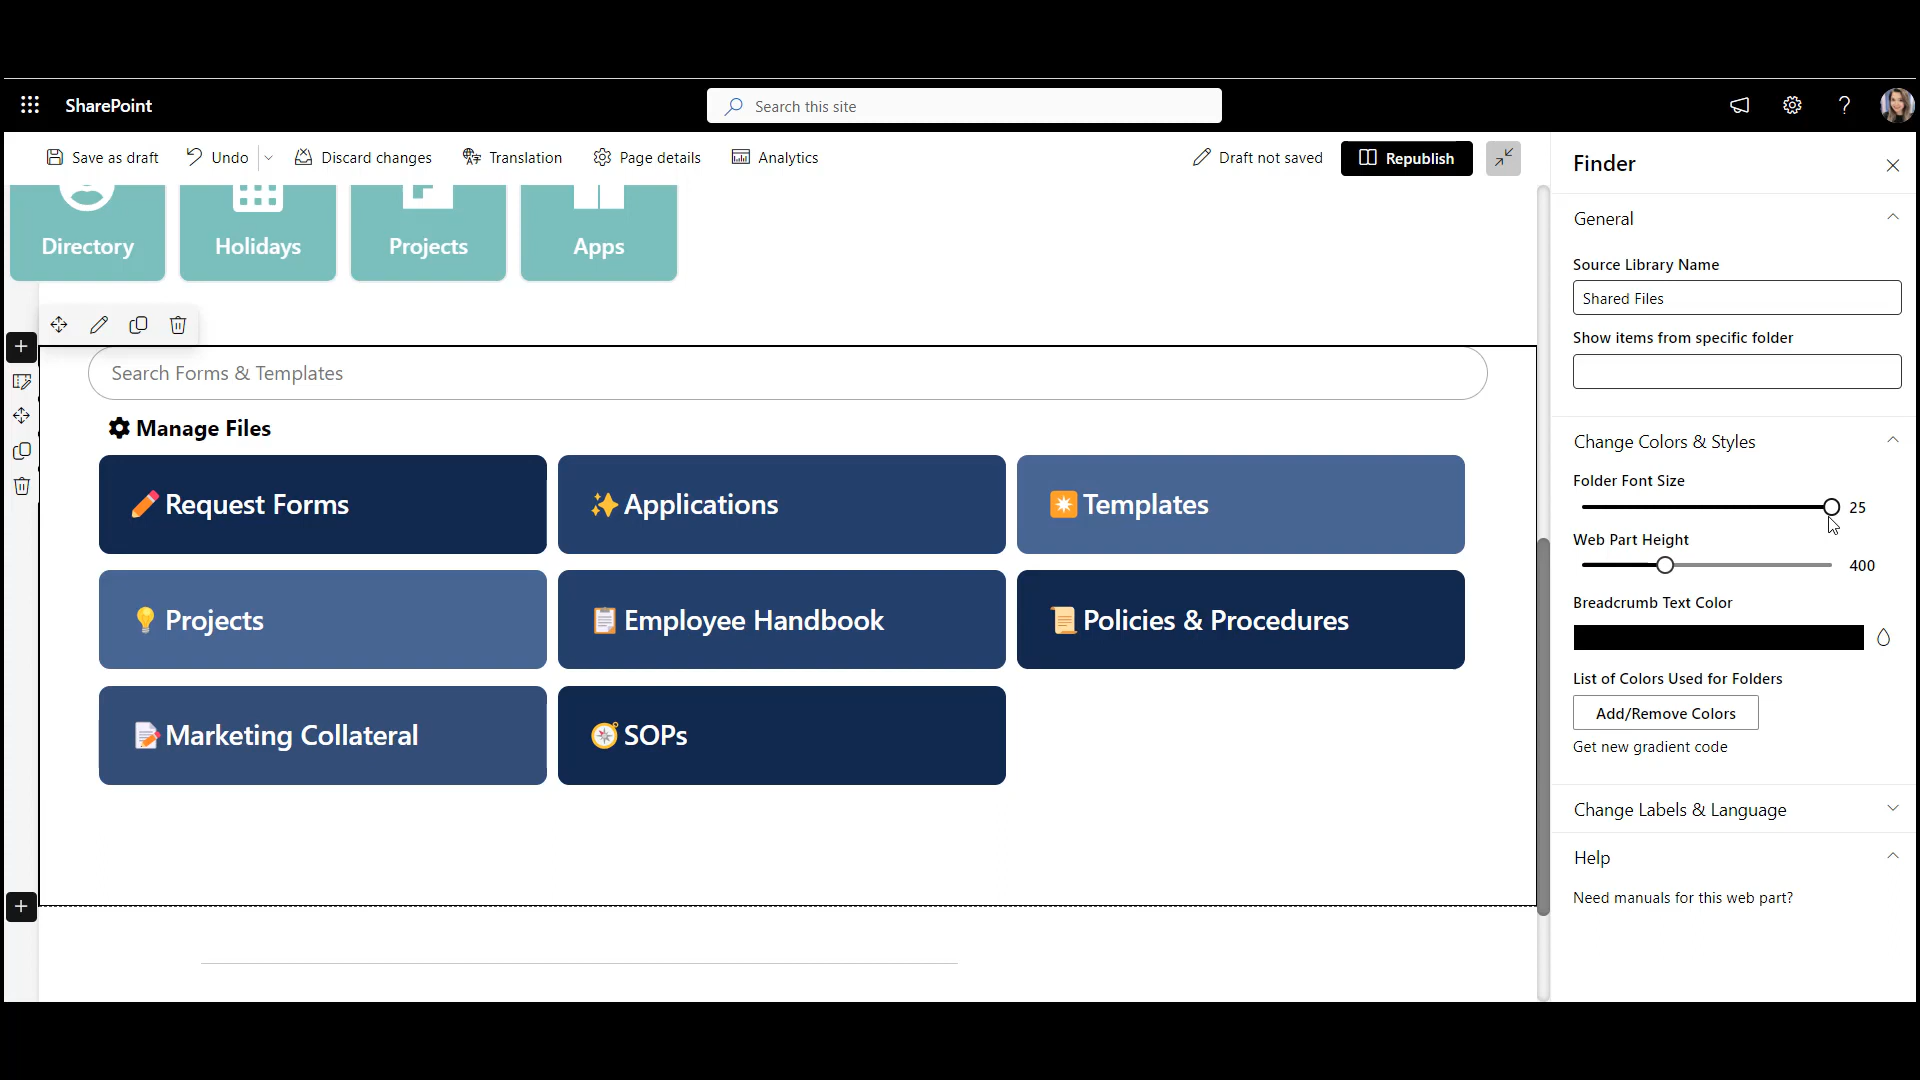 SharePoint
Search this site
?
Save as draft
Undo
Discard changes
Translation
Page details
Analytics
Draft not saved
Republish
Directory
Holidays
Projects
Apps
Search Forms & Templates
Manage Files
Request Forms
Applications
Templates
Projects
Employee Handbook
Policies & Procedures
Marketing Collateral
SOPs
Finder
General
Source Library Name
Shared Files
Show items from specific folder
Change Colors & Styles
Folder Font Size
25
Web Part Height
400
Breadcrumb Text Color
List of Colors Used for Folders
Add/Remove Colors
Get new gradient code
Change Labels & Language
Help
Need manuals for this web part?